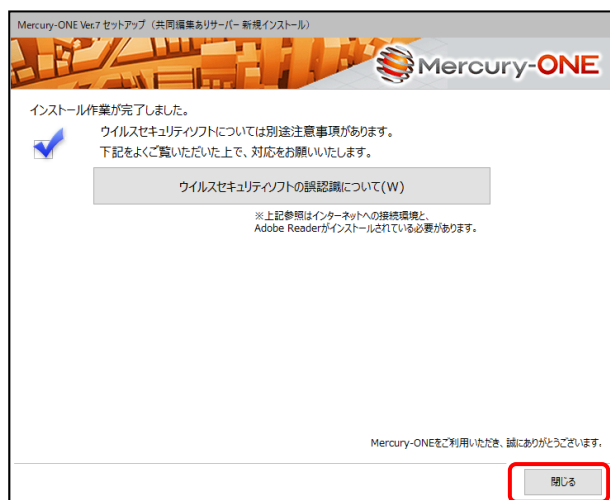 Mercury-ONE Ver.7 セットアップ（共同編集ありサーバー 新規インストール）
Mercury-ONE
インストール作業が完了しました。
ウイルスセキュリティソフトについては別途注意事項があります。
下記をよくご覧いただいた上で、対応をお願いいたします。
ウイルスセキュリティソフトの誤認識について(W)
※上記参照はインターネットへの接続環境と、
Adobe Readerがインストールされている必要があります。
Mercury-ONEをご利用いただき、誠にありがとうございます。
閉じる